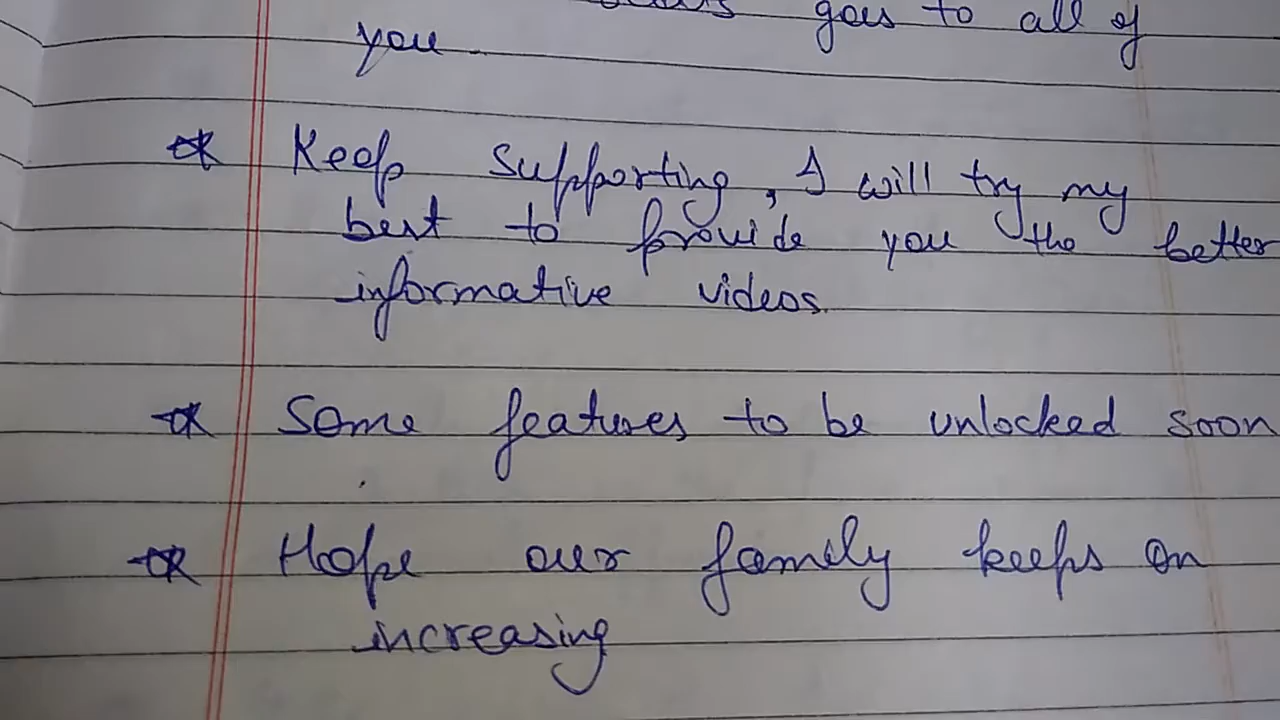 goes to all of
you.
* Keep supporting, I will try my
best to provide you the better
informative videos.
* Some features to be unlocked soon
* Hope our family keeps on
increasing